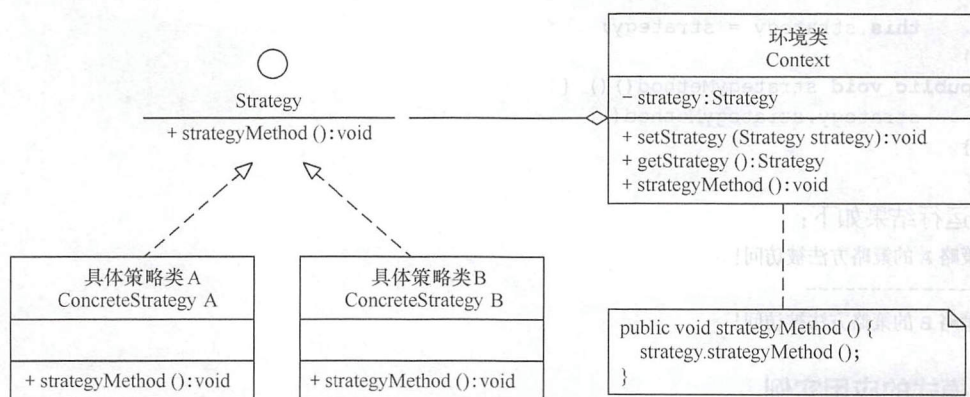 Strategy
+ strategyMethod ():void
环境类
Context
− strategy:Strategy
+ setStrategy (Strategy strategy):void
+ getStrategy ():Strategy
+ strategyMethod ():void
具体策略类A
ConcreteStrategy A
+ strategyMethod ():void
具体策略类B
ConcreteStrategy B
+ strategyMethod ():void
public void strategyMethod () {
strategy.strategyMethod ();
}